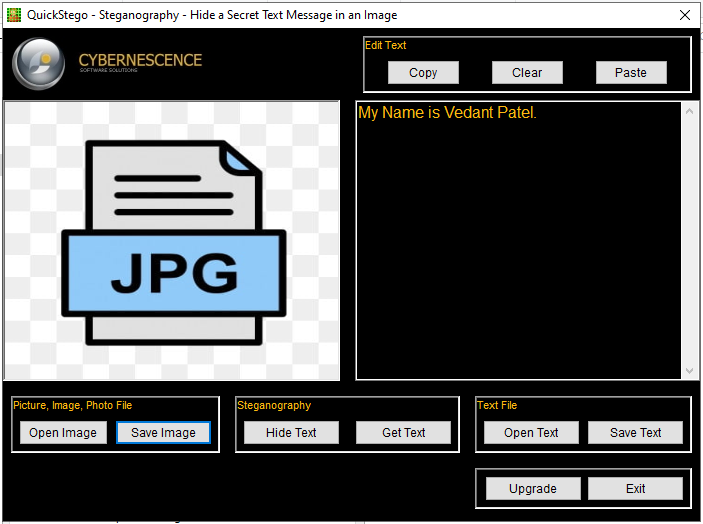 QuickStego - Steganography - Hide a Secret Text Message in an Image
CYBERNESCENCE
SOFTWARE SOLUTIONS
Edit Text
Copy Clear Paste
My Name is Vedant Patel.
JPG
Picture, Image, Photo File
Open Image Save Image
Steganography
Hide Text Get Text
Text File
Open Text Save Text
Upgrade Exit